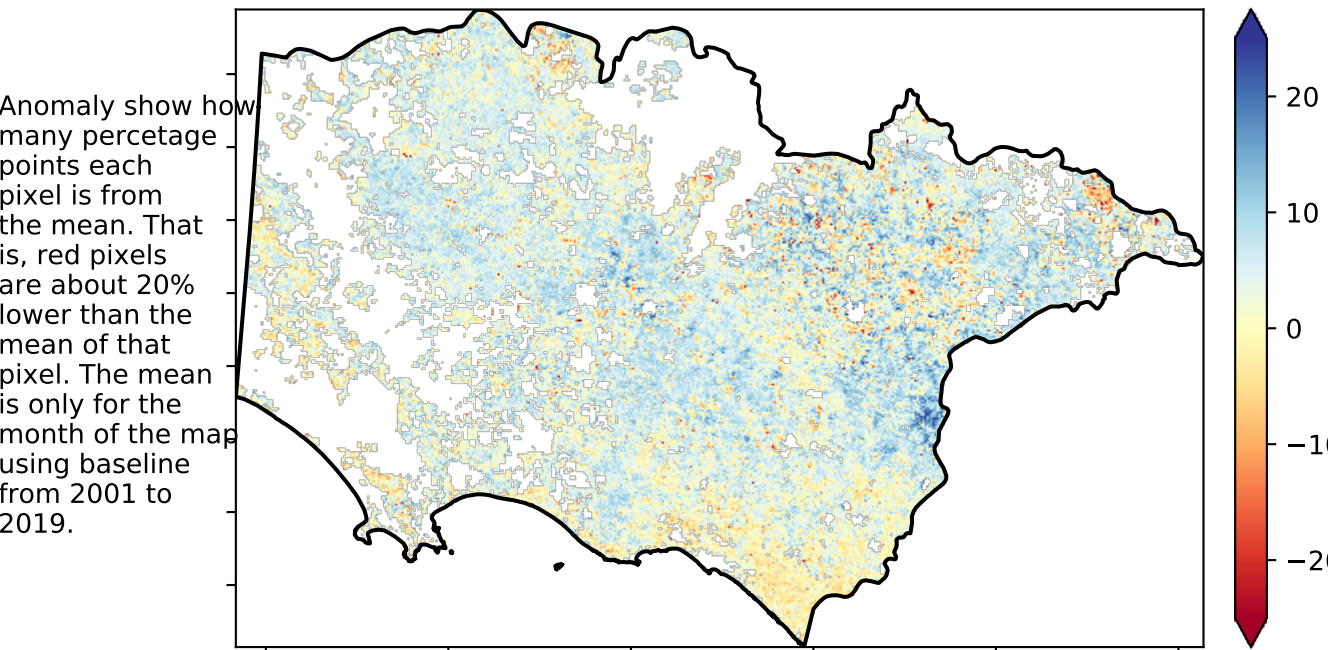 Anomaly show how
many percetage
points each
pixel is from
the mean. That
is, red pixels
are about 20%
lower than the
mean of that
pixel. The mean
is only for the
month of the map
using baseline
from 2001 to
2019.
20
10
0
−10
−20